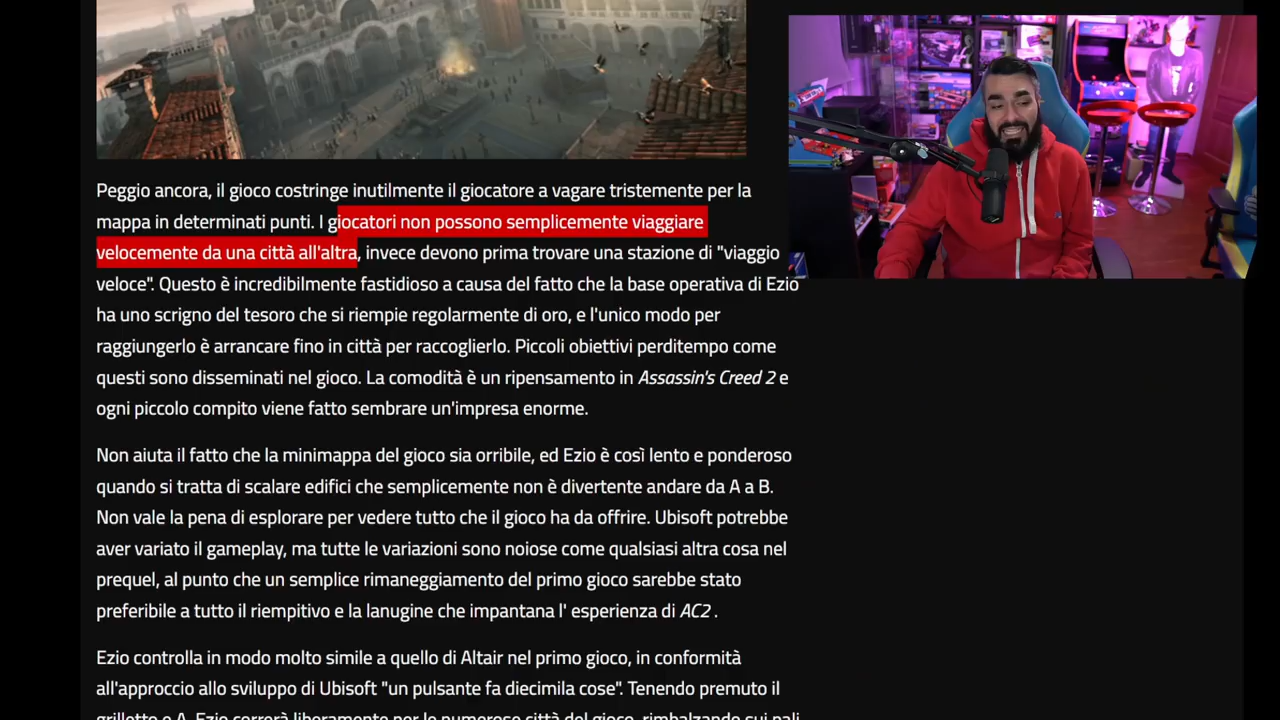 Peggio ancora, il gioco costringe inutilmente il giocatore a vagare tristemente per la
mappa in determinati punti. I giocatori non possono semplicemente viaggiare
velocemente da una città all'altra, invece devono prima trovare una stazione di "viaggio
veloce". Questo è incredibilmente fastidioso a causa del fatto che la base operativa di Ezio
ha uno scrigno del tesoro che si riempie regolarmente di oro, e l'unico modo per
raggiungerlo è arrancare fino in città per raccoglierlo. Piccoli obiettivi perditempo come
questi sono disseminati nel gioco. La comodità è un ripensamento in Assassin's Creed 2 e
ogni piccolo compito viene fatto sembrare un'impresa enorme.
Non aiuta il fatto che la minimappa del gioco sia orribile, ed Ezio è così lento e ponderoso
quando si tratta di scalare edifici che semplicemente non è divertente andare da A a B.
Non vale la pena di esplorare per vedere tutto che il gioco ha da offrire. Ubisoft potrebbe
aver variato il gameplay, ma tutte le variazioni sono noiose come qualsiasi altra cosa nel
prequel, al punto che un semplice rimaneggiamento del primo gioco sarebbe stato
preferibile a tutto il riempitivo e la lanugine che impantana l' esperienza di AC2 .
Ezio controlla in modo molto simile a quello di Altair nel primo gioco, in conformità
all'approccio allo sviluppo di Ubisoft "un pulsante fa diecimila cose". Tenendo premuto il
grilletto e A, Ezio correrà liberamente per le numerose città del gioco, rimbalzando sui pali